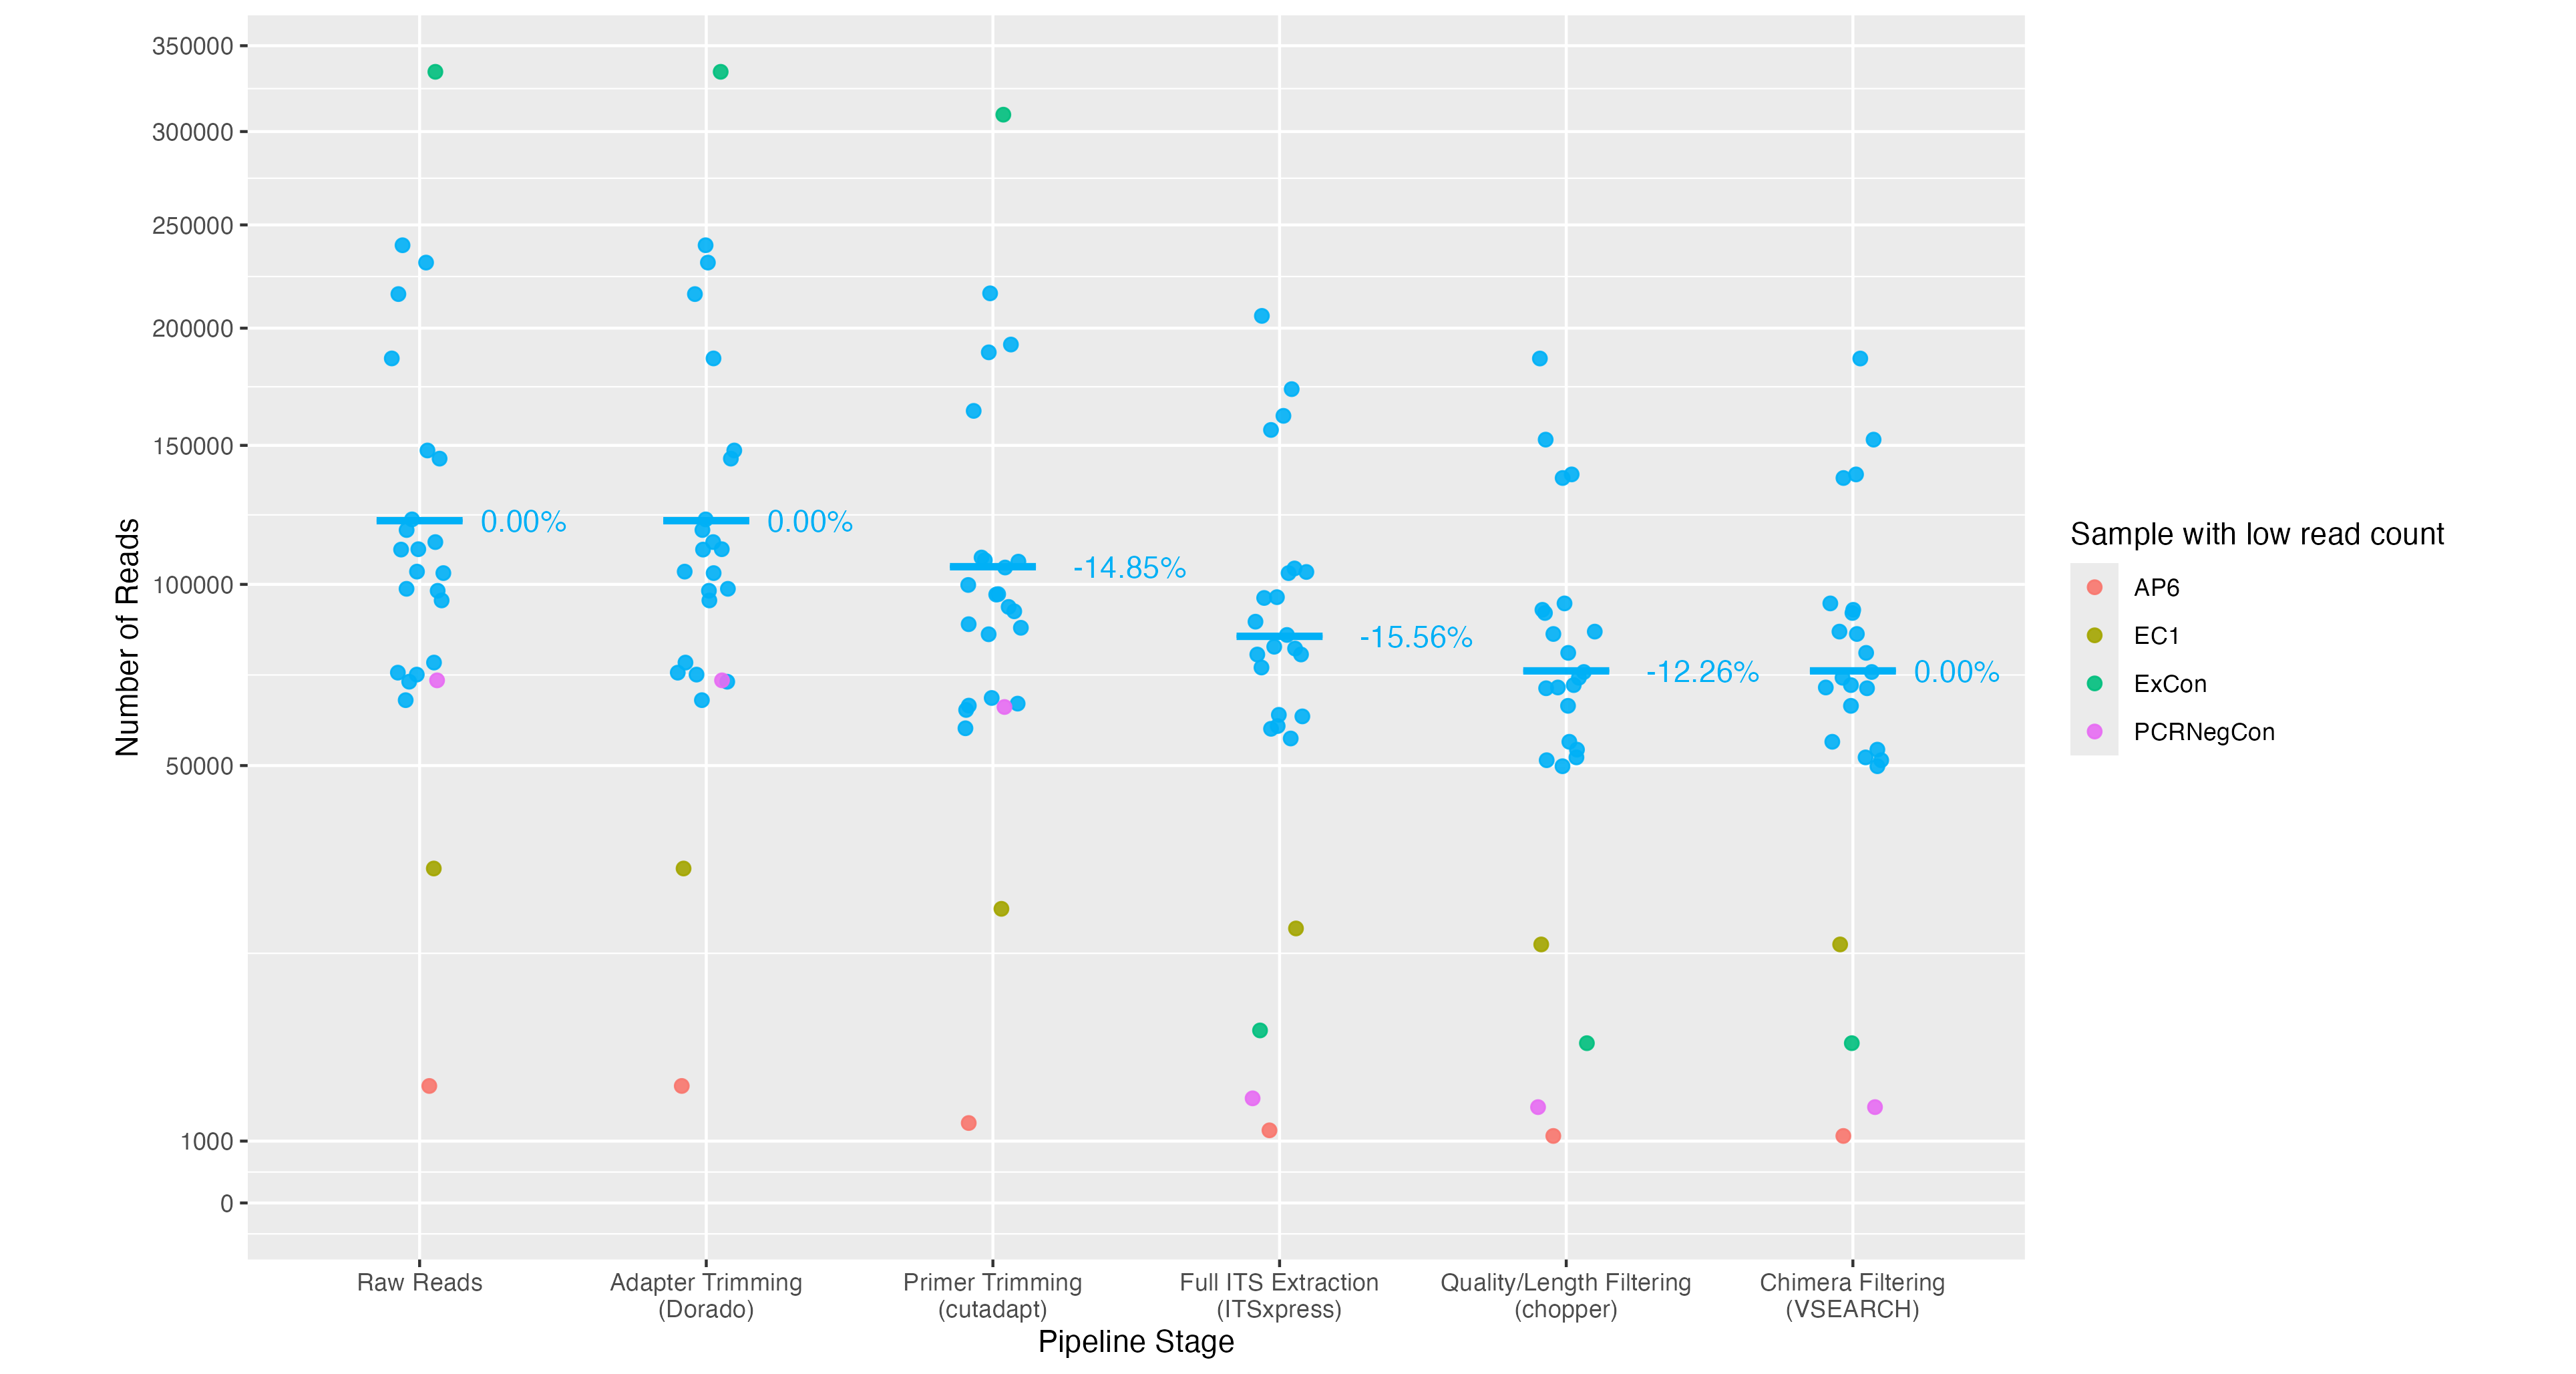 350000
300000
250000
200000
150000
100000
50000
1000
0
Number of Reads
0.00%
0.00%
-14.85%
-15.56%
-12.26%
0.00%
Raw Reads
Adapter Trimming
(Dorado)
Primer Trimming
(cutadapt)
Full ITS Extraction
(ITSxpress)
Quality/Length Filtering
(chopper)
Chimera Filtering
(VSEARCH)
Pipeline Stage
Sample with low read count
AP6
EC1
ExCon
PCRNegCon